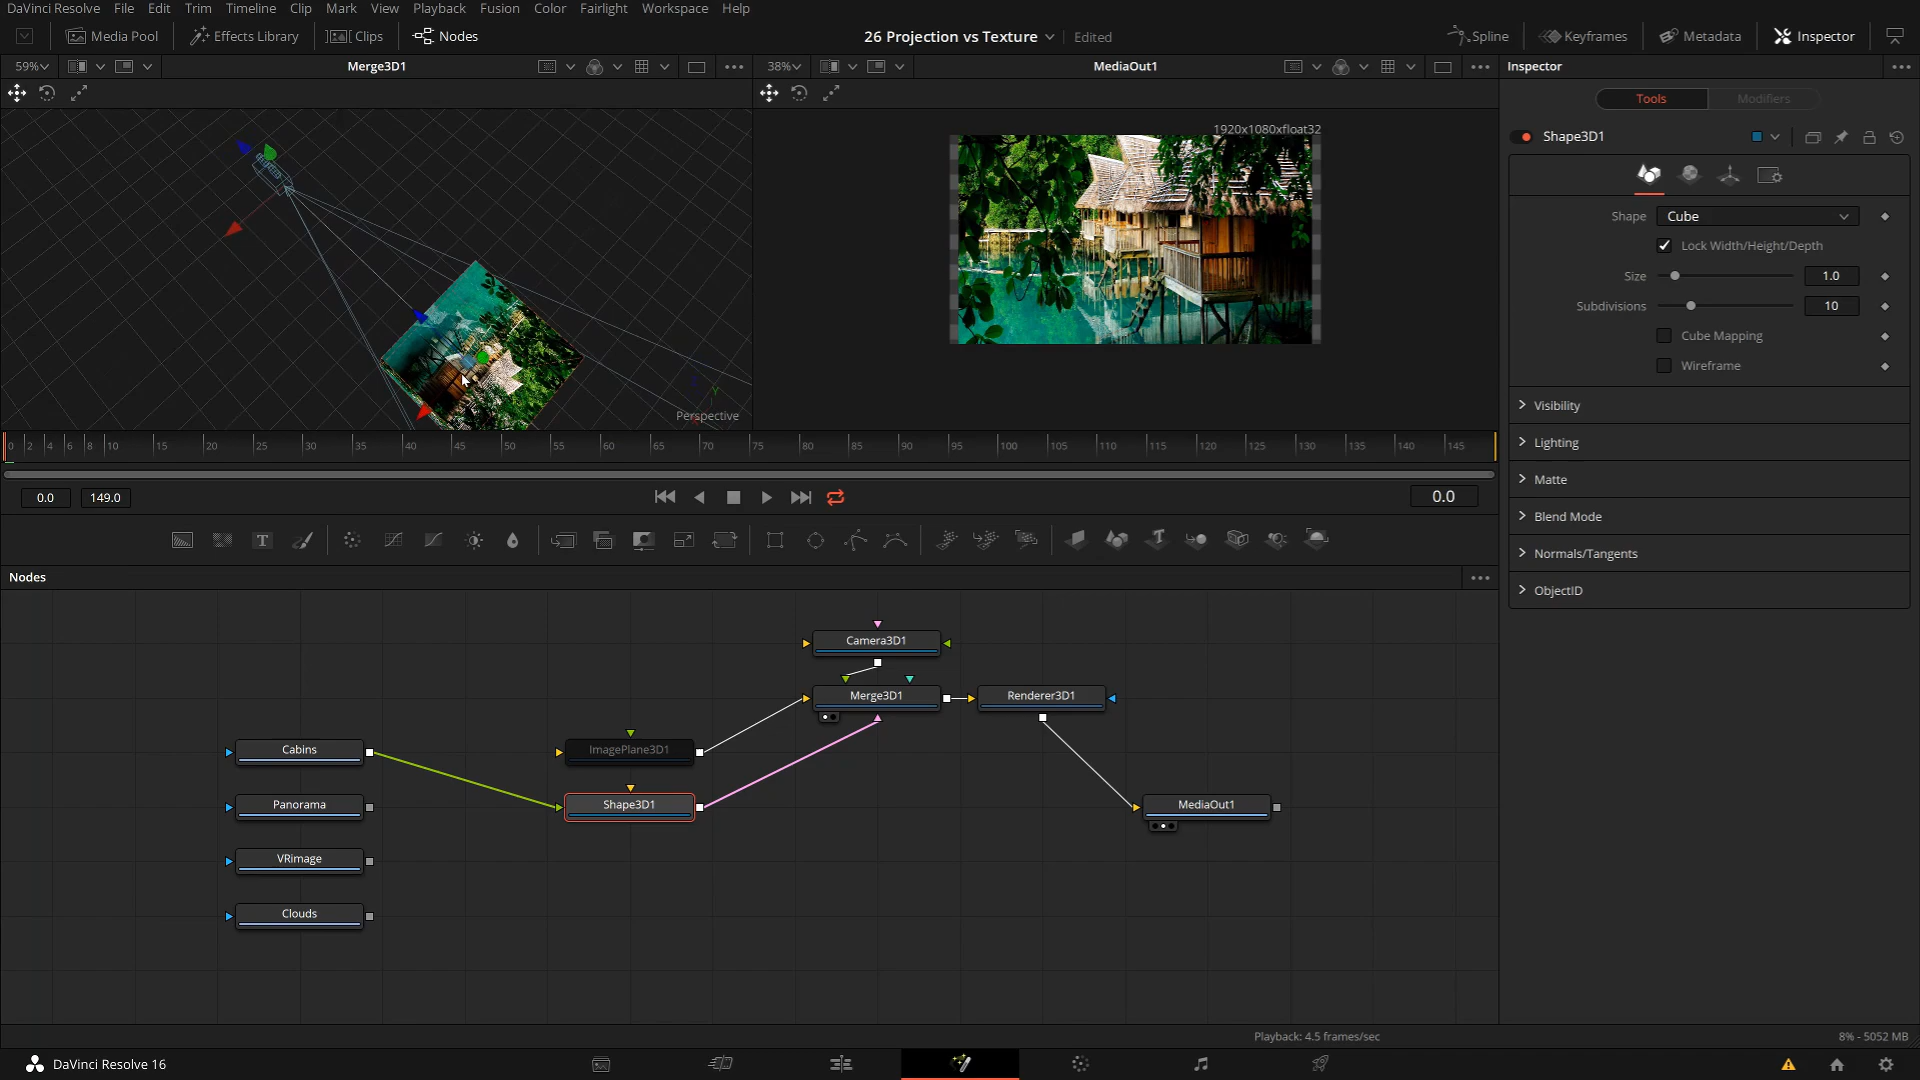 DaVinci Resolve File Edit Trim Timeline Clip Mark View Playback Fusion Color Fairlight Workspace Help
Media Pool Effects Library Clips Nodes 26 Projection vs Texture Edited Spline Keyframes Metadata Inspector
59% Merge3D1 38% MediaOut1 Inspector
Tools Modifiers
1920x1080xfloat32
Shape3D1
Shape Cube
Lock Width/Height/Depth
Size 1.0
Subdivisions 10
Cube Mapping
Wireframe
Visibility
Lighting
Matte
Blend Mode
Normals/Tangents
ObjectID
Y
Perspective
0 2 4 6 8 10 15 20 25 30 35 40 45 50 55 60 65 70 75 80 85 90 95 100 105 110 115 120 125 130 135 140 145
0.0 149.0 0.0
T T
Nodes
Camera3D1
Merge3D1 Renderer3D1
Cabins ImagePlane3D1
Panorama Shape3D1 MediaOut1
VRimage
Clouds
Playback: 4.5 frames/sec 8% - 5052 MB
DaVinci Resolve 16